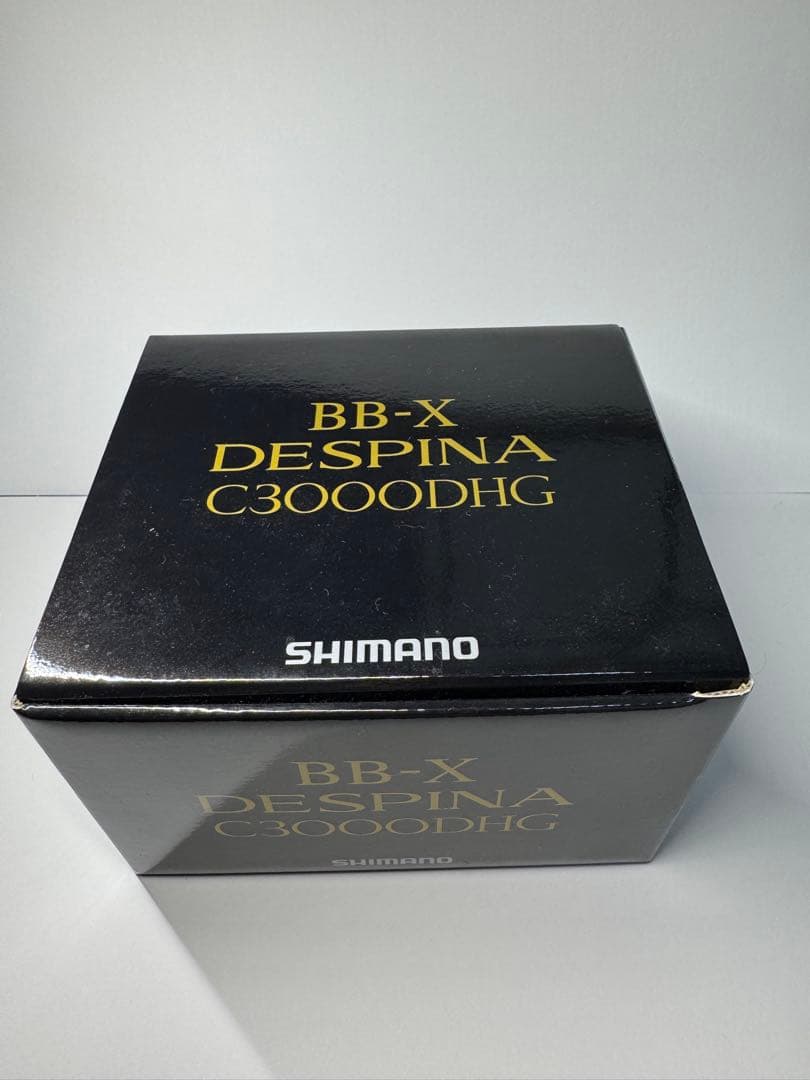 BB-X
DESPINA
C3000DHG
SHIMANO
BB-X
DESPINA
C3000DHG
SHIMANO